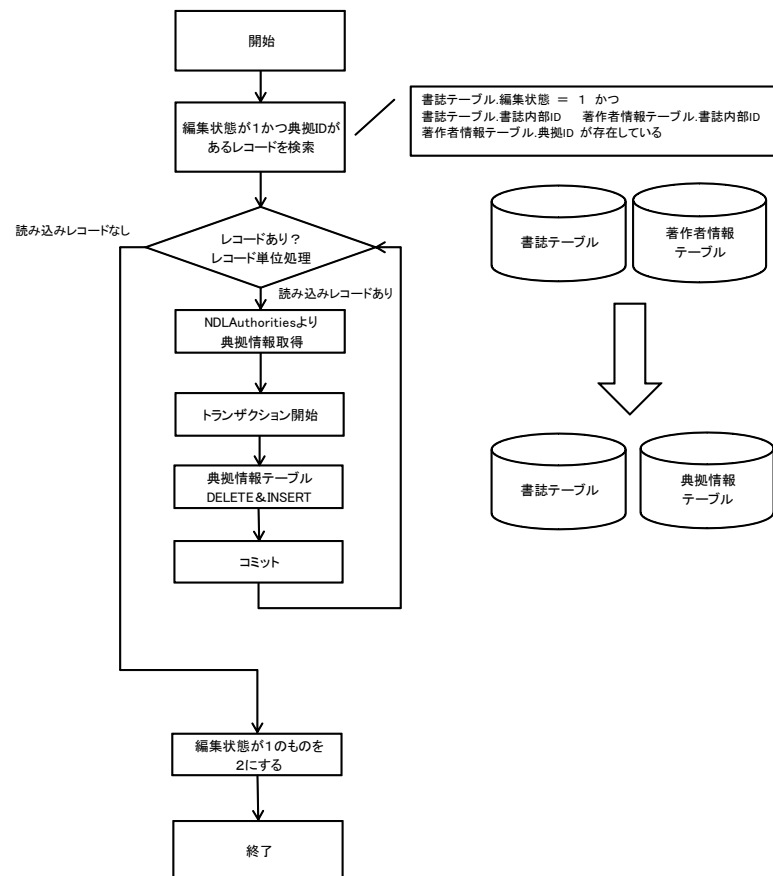 開始
編集状態が1かつ典拠IDが
あるレコードを検索
書誌テーブル.編集状態 = 1 かつ
書誌テーブル.書誌内部ID 著作者情報テーブル.書誌内部ID
著作者情報テーブル.典拠ID が存在している
読み込みレコードなし
レコードあり?
レコード単位処理
読み込みレコードあり
書誌テーブル
著作者情報
テーブル
NDLAuthoritiesより
典拠情報取得
トランザクション開始
典拠情報テーブル
DELETE&INSERT
書誌テーブル
典拠情報
テーブル
コミット
編集状態が1のものを
2にする
終了